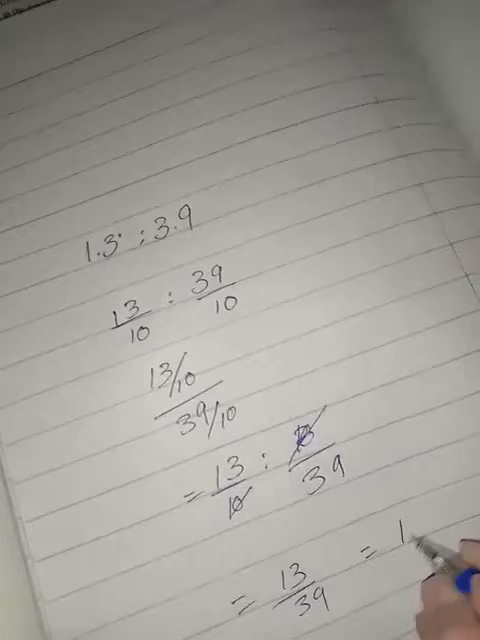 1.3 : 3.9
13/10 : 39/10
13/10 / 39/10
= 13/10 : 10/39
= 13/39 = 1